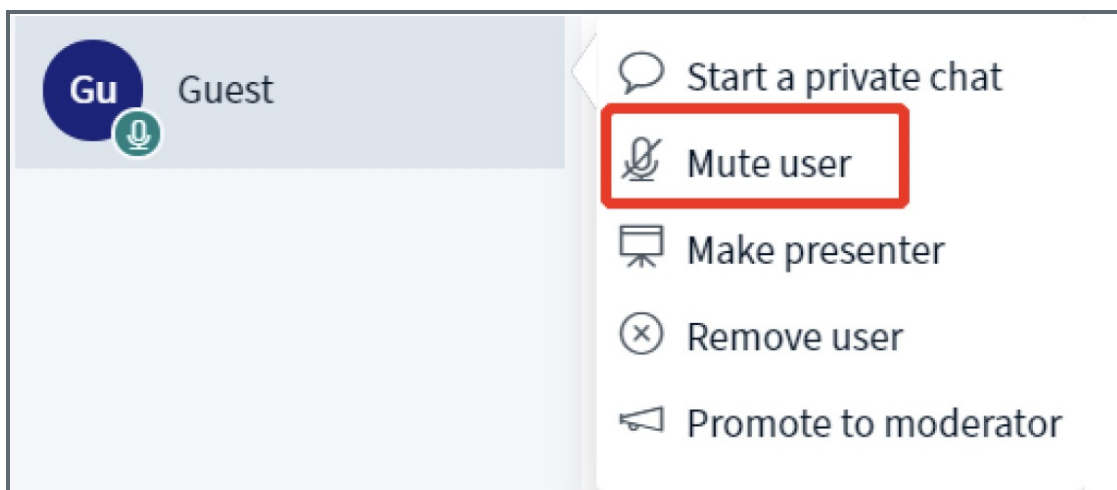 Gu
Guest
Start a private chat
Mute user
Make presenter
Remove user
Promote to moderator